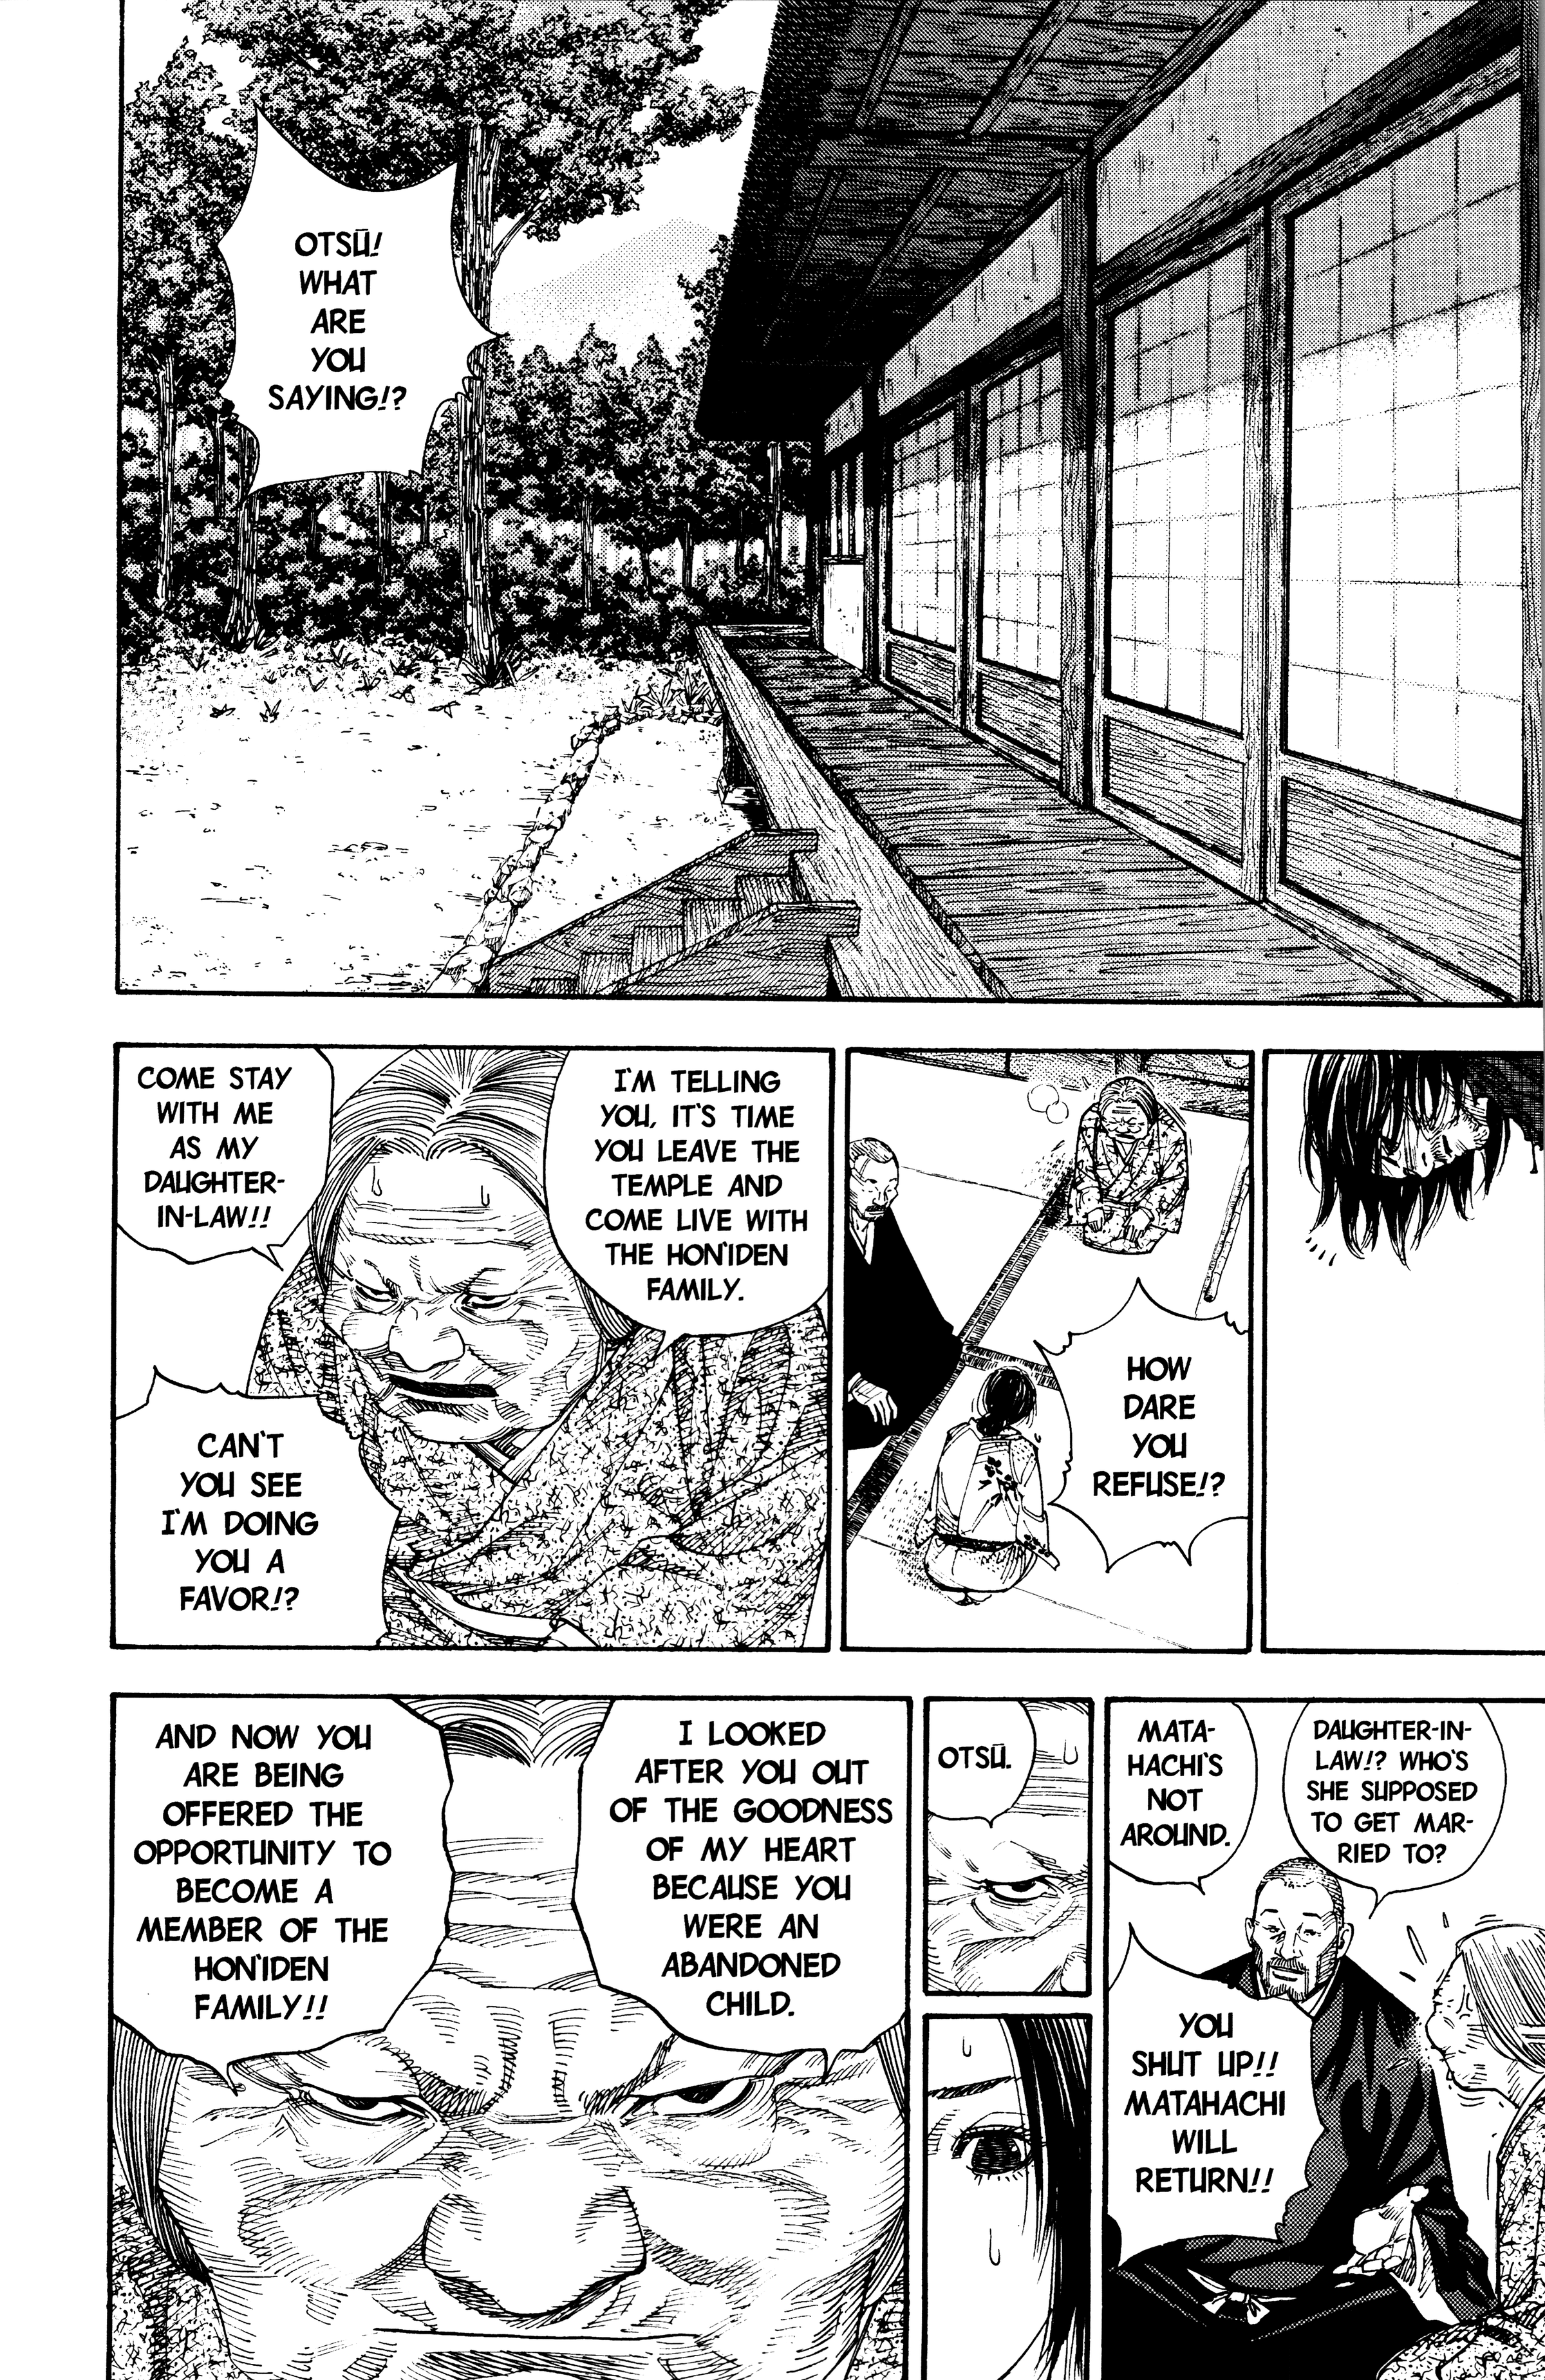 OTSŪ!
WHAT
ARE
YOU
SAYING!?
HOW
DARE
YOU
REFUSE!?
I'M TELLING
YOU, IT'S TIME
YOU LEAVE THE
TEMPLE AND
COME LIVE WITH
THE HON'IDEN
FAMILY.
COME STAY
WITH ME
AS MY
DAUGHTER-
IN-LAW!!
CAN'T
YOU SEE
I'M DOING
YOU A
FAVOR!?
DAUGHTER-IN-
LAW!? WHO'S
SHE SUPPOSED
TO GET MAR-
RIED TO?
MATA-
HACHI'S
NOT
AROUND.
YOU
SHUT UP!!
MATAHACHI
WILL
RETURN!!
OTSŪ.
I LOOKED
AFTER YOU OUT
OF THE GOODNESS
OF MY HEART
BECAUSE YOU
WERE AN
ABANDONED
CHILD.
AND NOW YOU
ARE BEING
OFFERED THE
OPPORTUNITY TO
BECOME A
MEMBER OF THE
HON'IDEN
FAMILY!!